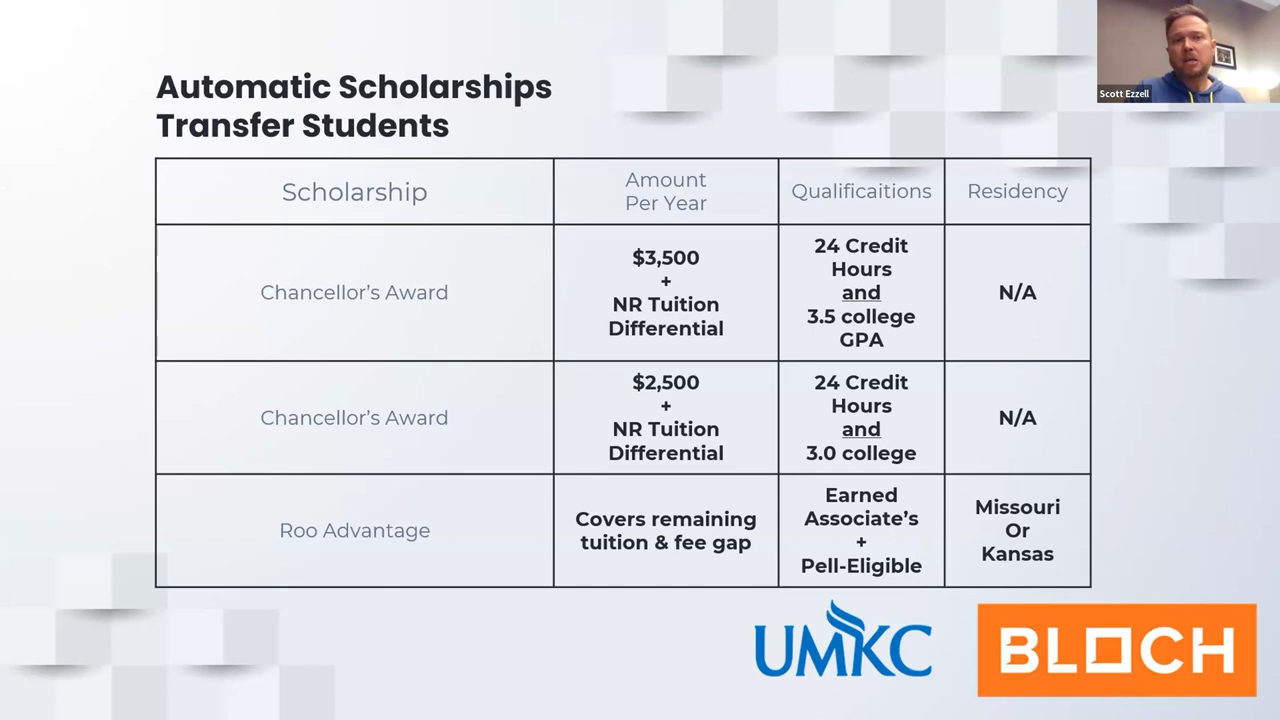 Scott Ezzell
Automatic Scholarships
Transfer Students
Scholarship
Amount
Per Year
Qualificaitions
Residency
Chancellor's Award
$3,500
+
NR Tuition
Differential
24 Credit
Hours
and
3.5 college
GPA
N/A
Chancellor's Award
$2,500
+
NR Tuition
Differential
24 Credit
Hours
and
3.0 college
N/A
Roo Advantage
Covers remaining
tuition & fee gap
Earned
Associate's
+
Pell-Eligible
Missouri
Or
Kansas
UMKC
BLOCH